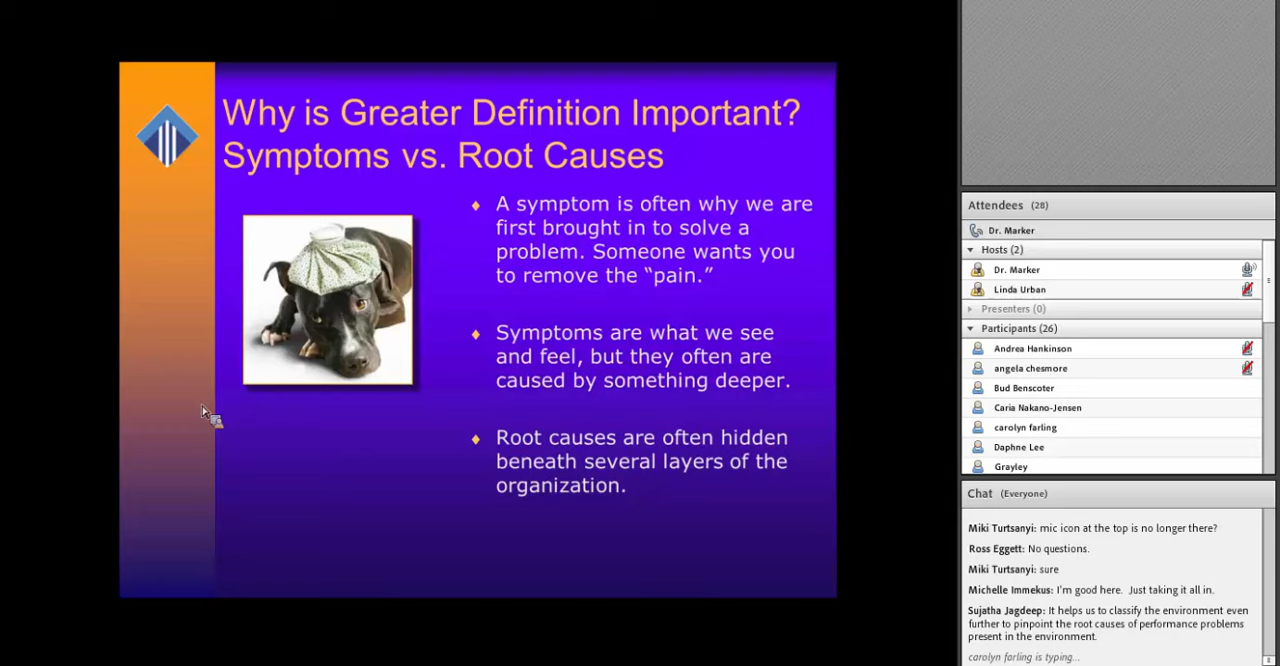 Why is Greater Definition Important?
Symptoms vs. Root Causes
♦ A symptom is often why we are
first brought in to solve a
problem. Someone wants you
to remove the “pain.”
♦ Symptoms are what we see
and feel, but they often are
caused by something deeper.
♦ Root causes are often hidden
beneath several layers of the
organization.
Attendees (28)
Dr. Marker
Hosts (2)
Dr. Marker
Linda Urban
Presenters (0)
Participants (26)
Andrea Hankinson
angela chesmore
Bud Benscoter
Caria Nakano-Jensen
carolyn farling
Daphne Lee
Grayley
Chat (Everyone)
Miki Turtsanyi: mic icon at the top is no longer there?
Ross Eggett: No questions.
Miki Turtsanyi: sure
Michelle Immekus: I'm good here. Just taking it all in.
Sujatha Jagdeep: It helps us to classify the environment even
further to pinpoint the root causes of performance problems
present in the environment.
carolyn farling is typing...